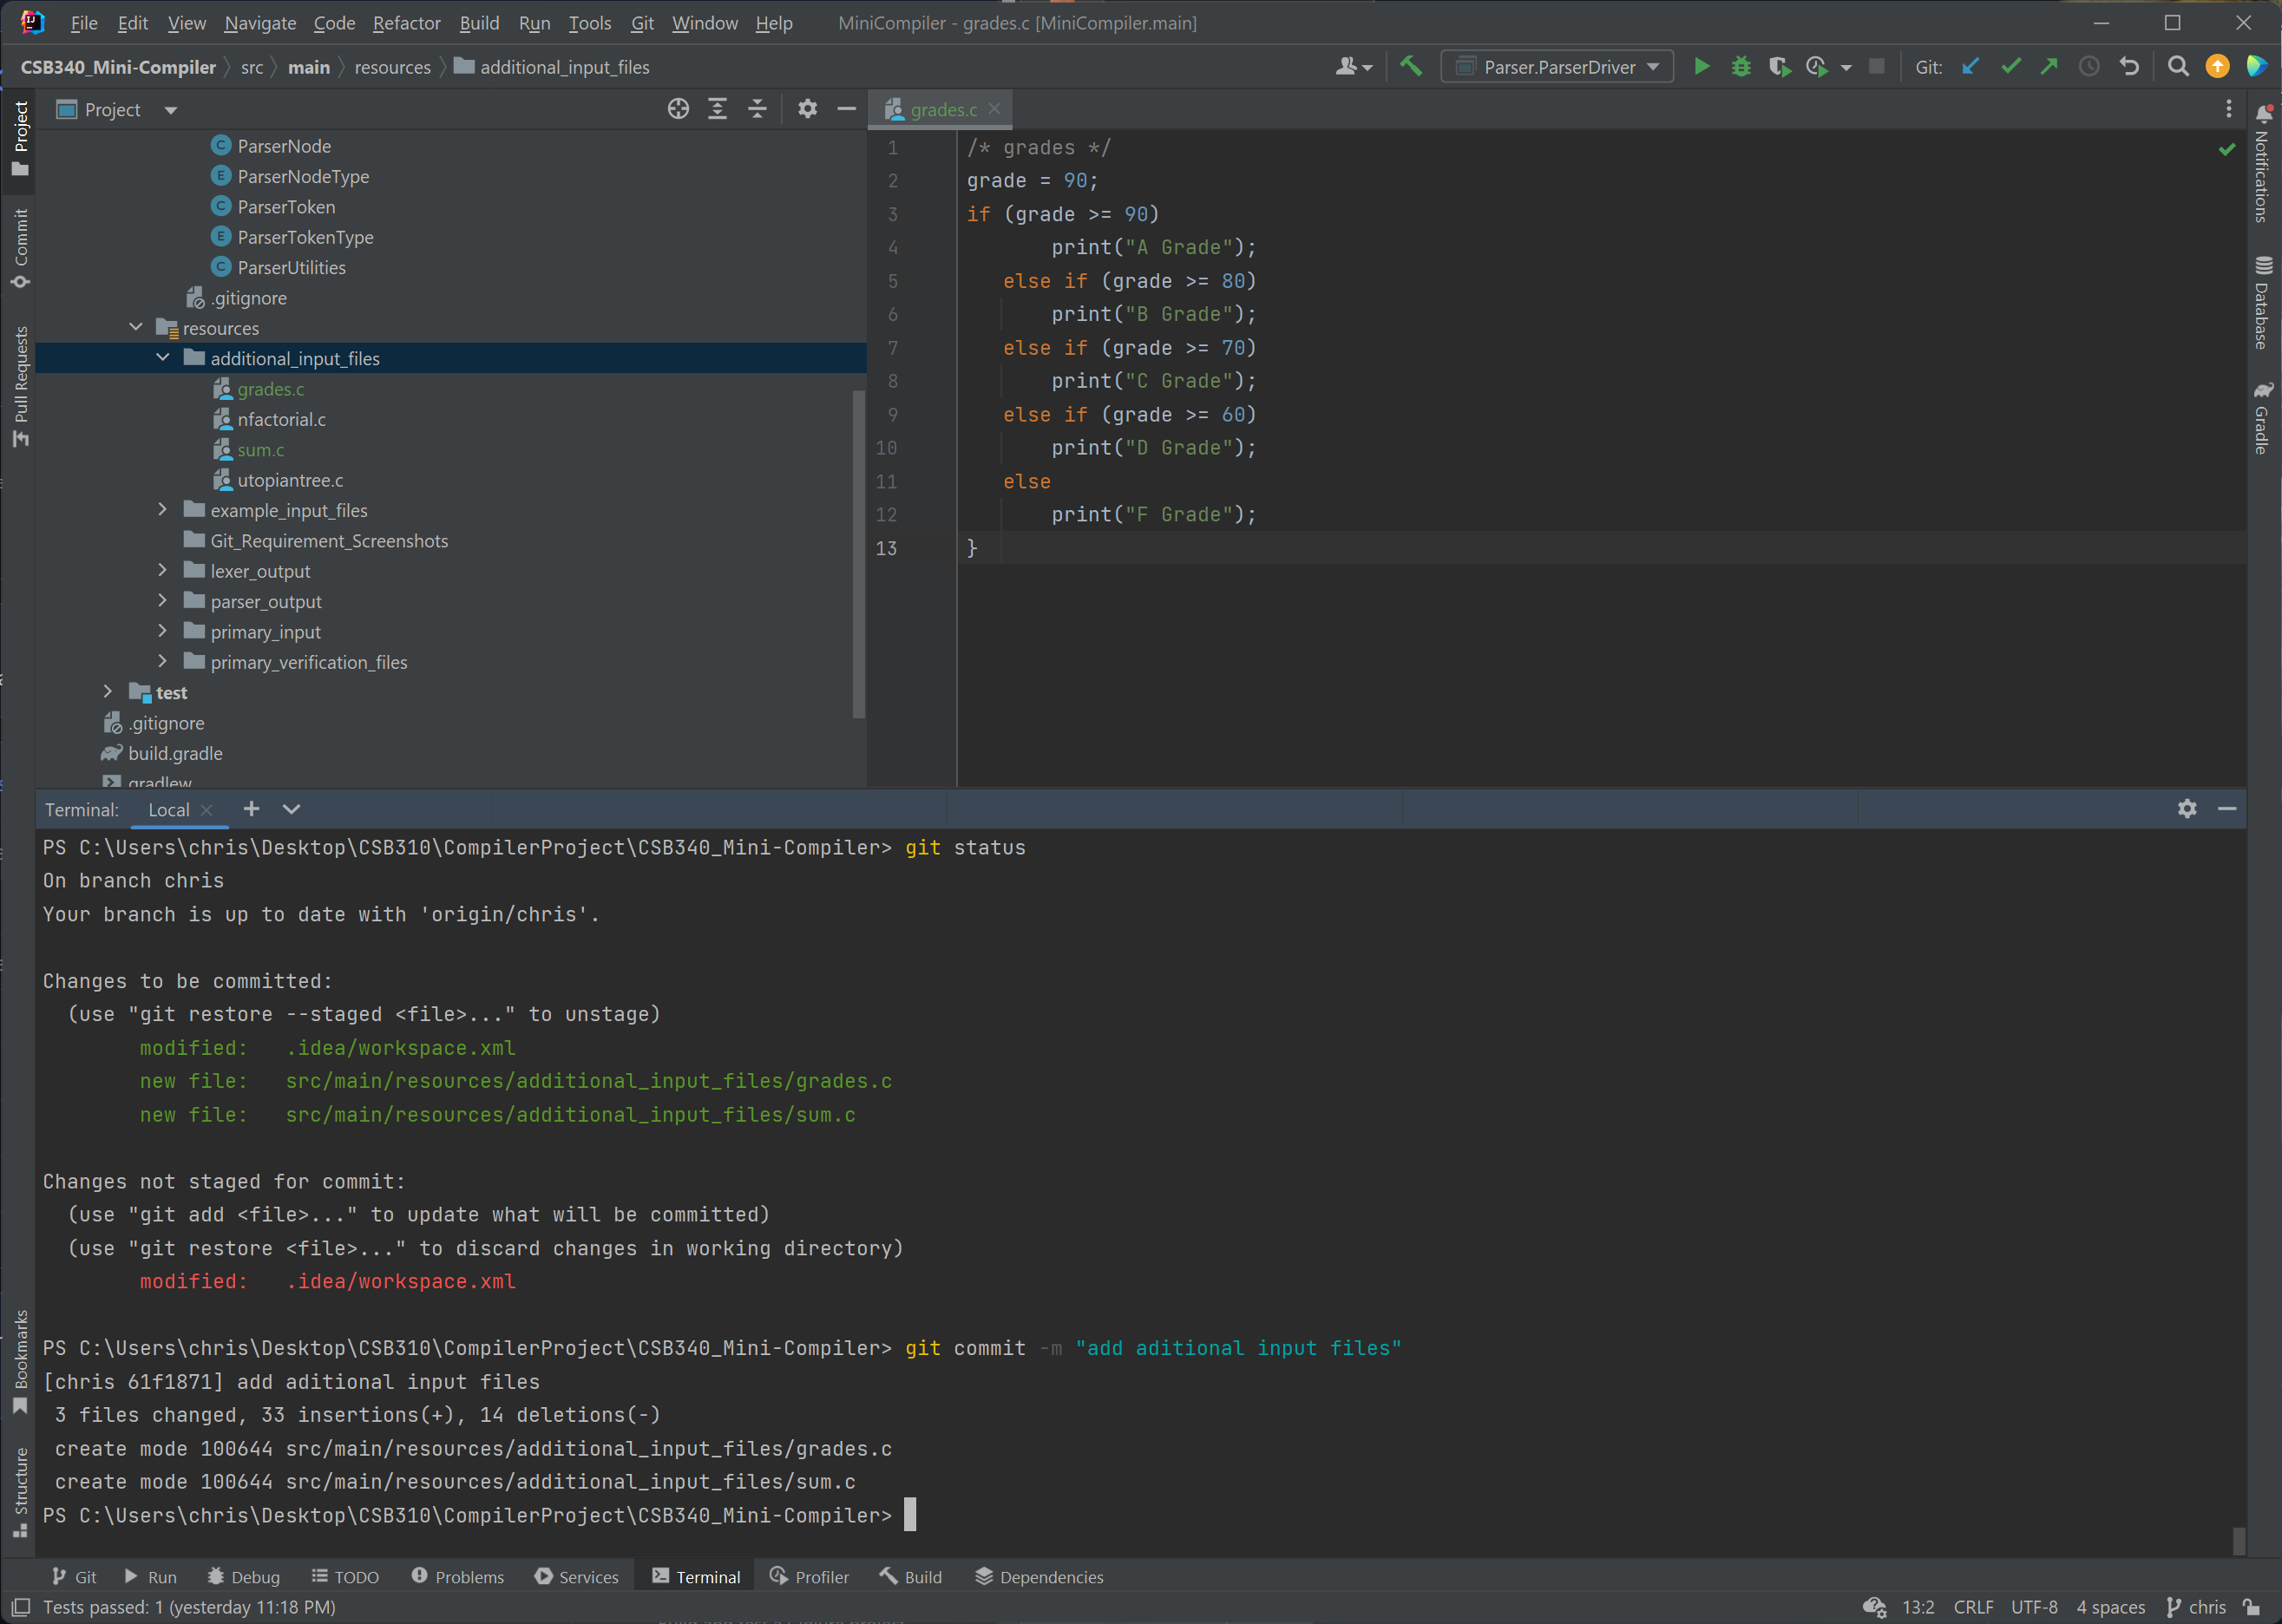 File Edit View Navigate Code Refactor Build Run Tools Git Window Help MiniCompiler - grades.c [MiniCompiler.main]
CSB340_Mini-Compiler src main resources additional_input_files Parser.ParserDriver Git:
Project
Commit
Pull Requests
Bookmarks
Structure
Project
ParserNode
ParserNodeType
ParserToken
ParserTokenType
ParserUtilities
.gitignore
resources
additional_input_files
grades.c
nfactorial.c
sum.c
utopiantree.c
example_input_files
Git_Requirement_Screenshots
lexer_output
parser_output
primary_input
primary_verification_files
test
.gitignore
build.gradle
gradlew
grades.c
1 /* grades */
2 grade = 90;
3 if (grade >= 90)
4 print("A Grade");
5 else if (grade >= 80)
6 print("B Grade");
7 else if (grade >= 70)
8 print("C Grade");
9 else if (grade >= 60)
10 print("D Grade");
11 else
12 print("F Grade");
13 }
Notifications
Database
Gradle
Terminal: Local
PS C:\Users\chris\Desktop\CSB310\CompilerProject\CSB340_Mini-Compiler> git status
On branch chris
Your branch is up to date with 'origin/chris'.
Changes to be committed:
(use "git restore --staged <file>..." to unstage)
modified: .idea/workspace.xml
new file: src/main/resources/additional_input_files/grades.c
new file: src/main/resources/additional_input_files/sum.c
Changes not staged for commit:
(use "git add <file>..." to update what will be committed)
(use "git restore <file>..." to discard changes in working directory)
modified: .idea/workspace.xml
PS C:\Users\chris\Desktop\CSB310\CompilerProject\CSB340_Mini-Compiler> git commit -m "add aditional input files"
[chris 61f1871] add aditional input files
3 files changed, 33 insertions(+), 14 deletions(-)
create mode 100644 src/main/resources/additional_input_files/grades.c
create mode 100644 src/main/resources/additional_input_files/sum.c
PS C:\Users\chris\Desktop\CSB310\CompilerProject\CSB340_Mini-Compiler>
Git Run Debug TODO Problems Services Terminal Profiler Build Dependencies
Tests passed: 1 (yesterday 11:18 PM) 13:2 CRLF UTF-8 4 spaces chris